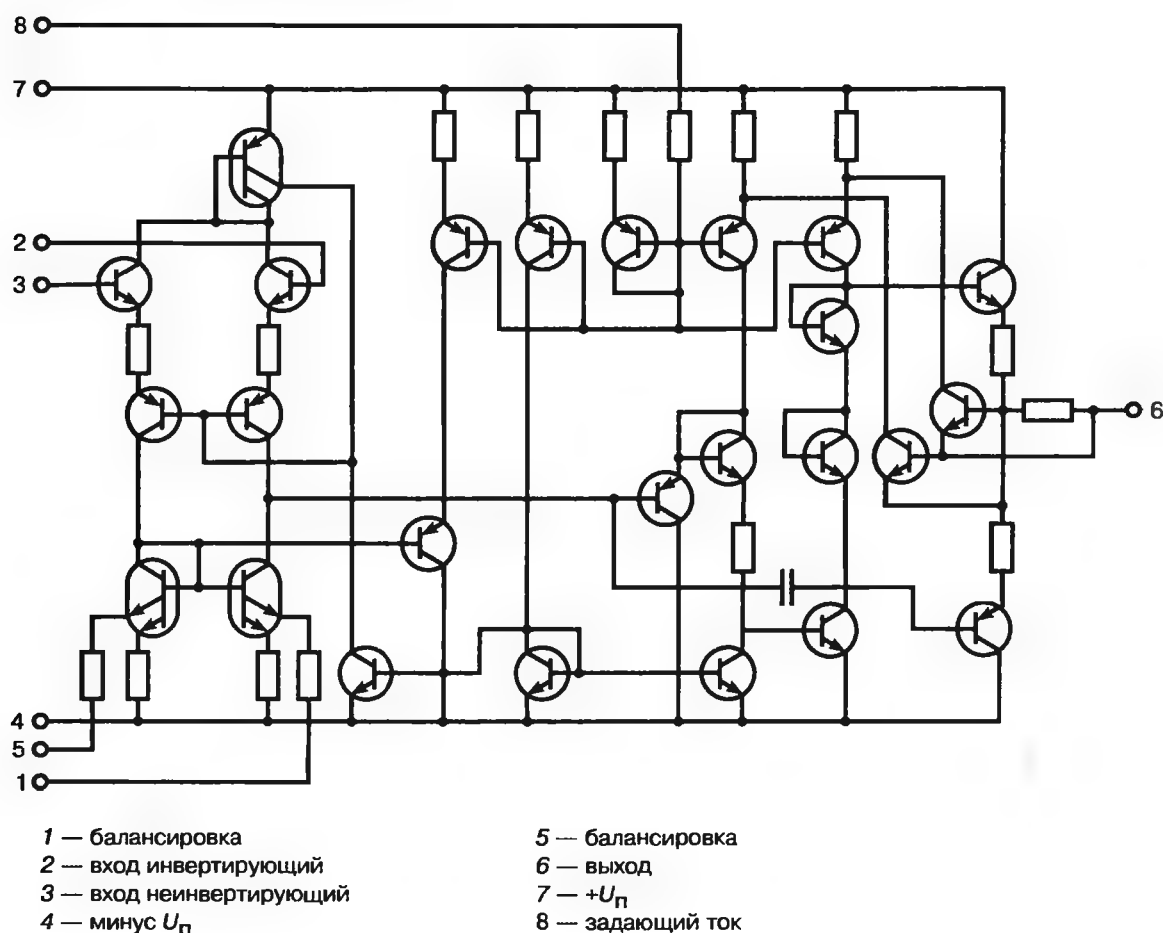 8
7
2
3
6
4
5
1
1 — балансировка
2 — вход инвертирующий
3 — вход неинвертирующий
4 — минус Uп
5 — балансировка
6 — выход
7 — +Uп
8 — задающий ток